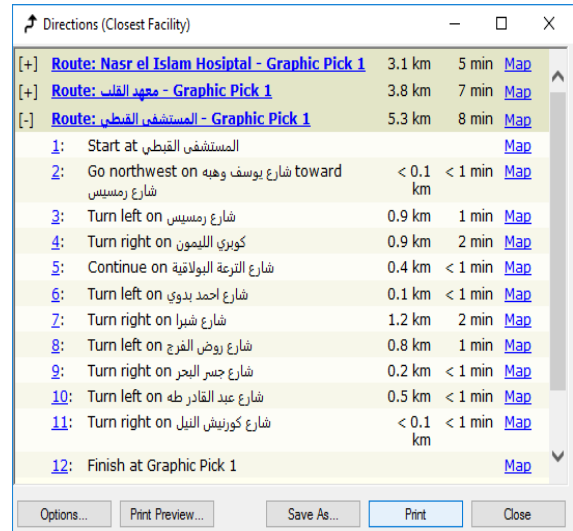 Directions (Closest Facility)
[+] Route: Nasr el Islam Hosiptal - Graphic Pick 1 3.1 km 5 min Map
[+] Route: معهد القلب - Graphic Pick 1 3.8 km 7 min Map
[-] Route: المستشفى القبطي - Graphic Pick 1 5.3 km 8 min Map
1: Start at المستشفى القبطي Map
2: Go northwest on شارع يوسف وهبه toward < 0.1 < 1 min Map
شارع رمسيس km
3: Turn left on شارع رمسيس 0.9 km 1 min Map
4: Turn right on كوبري الليمون 0.9 km 2 min Map
5: Continue on شارع الترعة البولاقية 0.4 km < 1 min Map
6: Turn left on شارع احمد بدوي 0.1 km < 1 min Map
7: Turn right on شارع شبرا 1.2 km 2 min Map
8: Turn left on شارع روض الفرج 0.8 km 1 min Map
9: Turn right on شارع جسر البحر 0.2 km < 1 min Map
10: Turn left on شارع عبد القادر طه 0.5 km < 1 min Map
11: Turn right on شارع كورنيش النيل < 0.1 < 1 min Map
km
12: Finish at Graphic Pick 1 Map
Options... Print Preview... Save As... Print Close